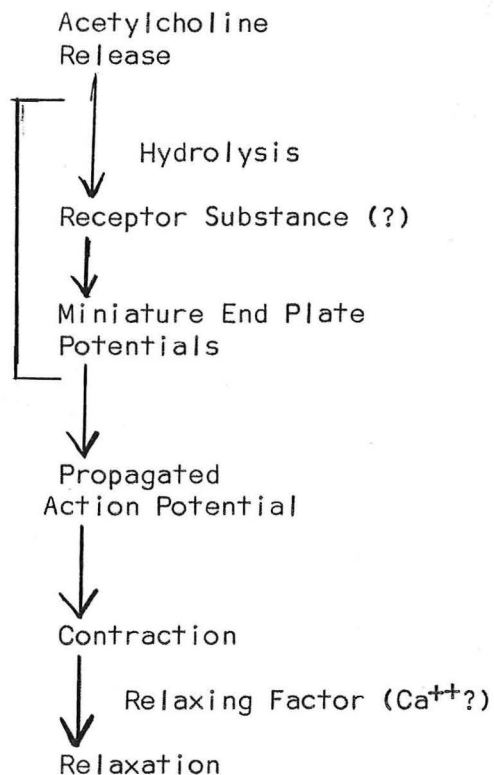 Acetylcholine
Release
Hydrolysis
Receptor Substance (?)
Miniature End Plate
Potentials
Propagated
Action Potential
Contraction
Relaxing Factor (Ca++?)
Relaxation